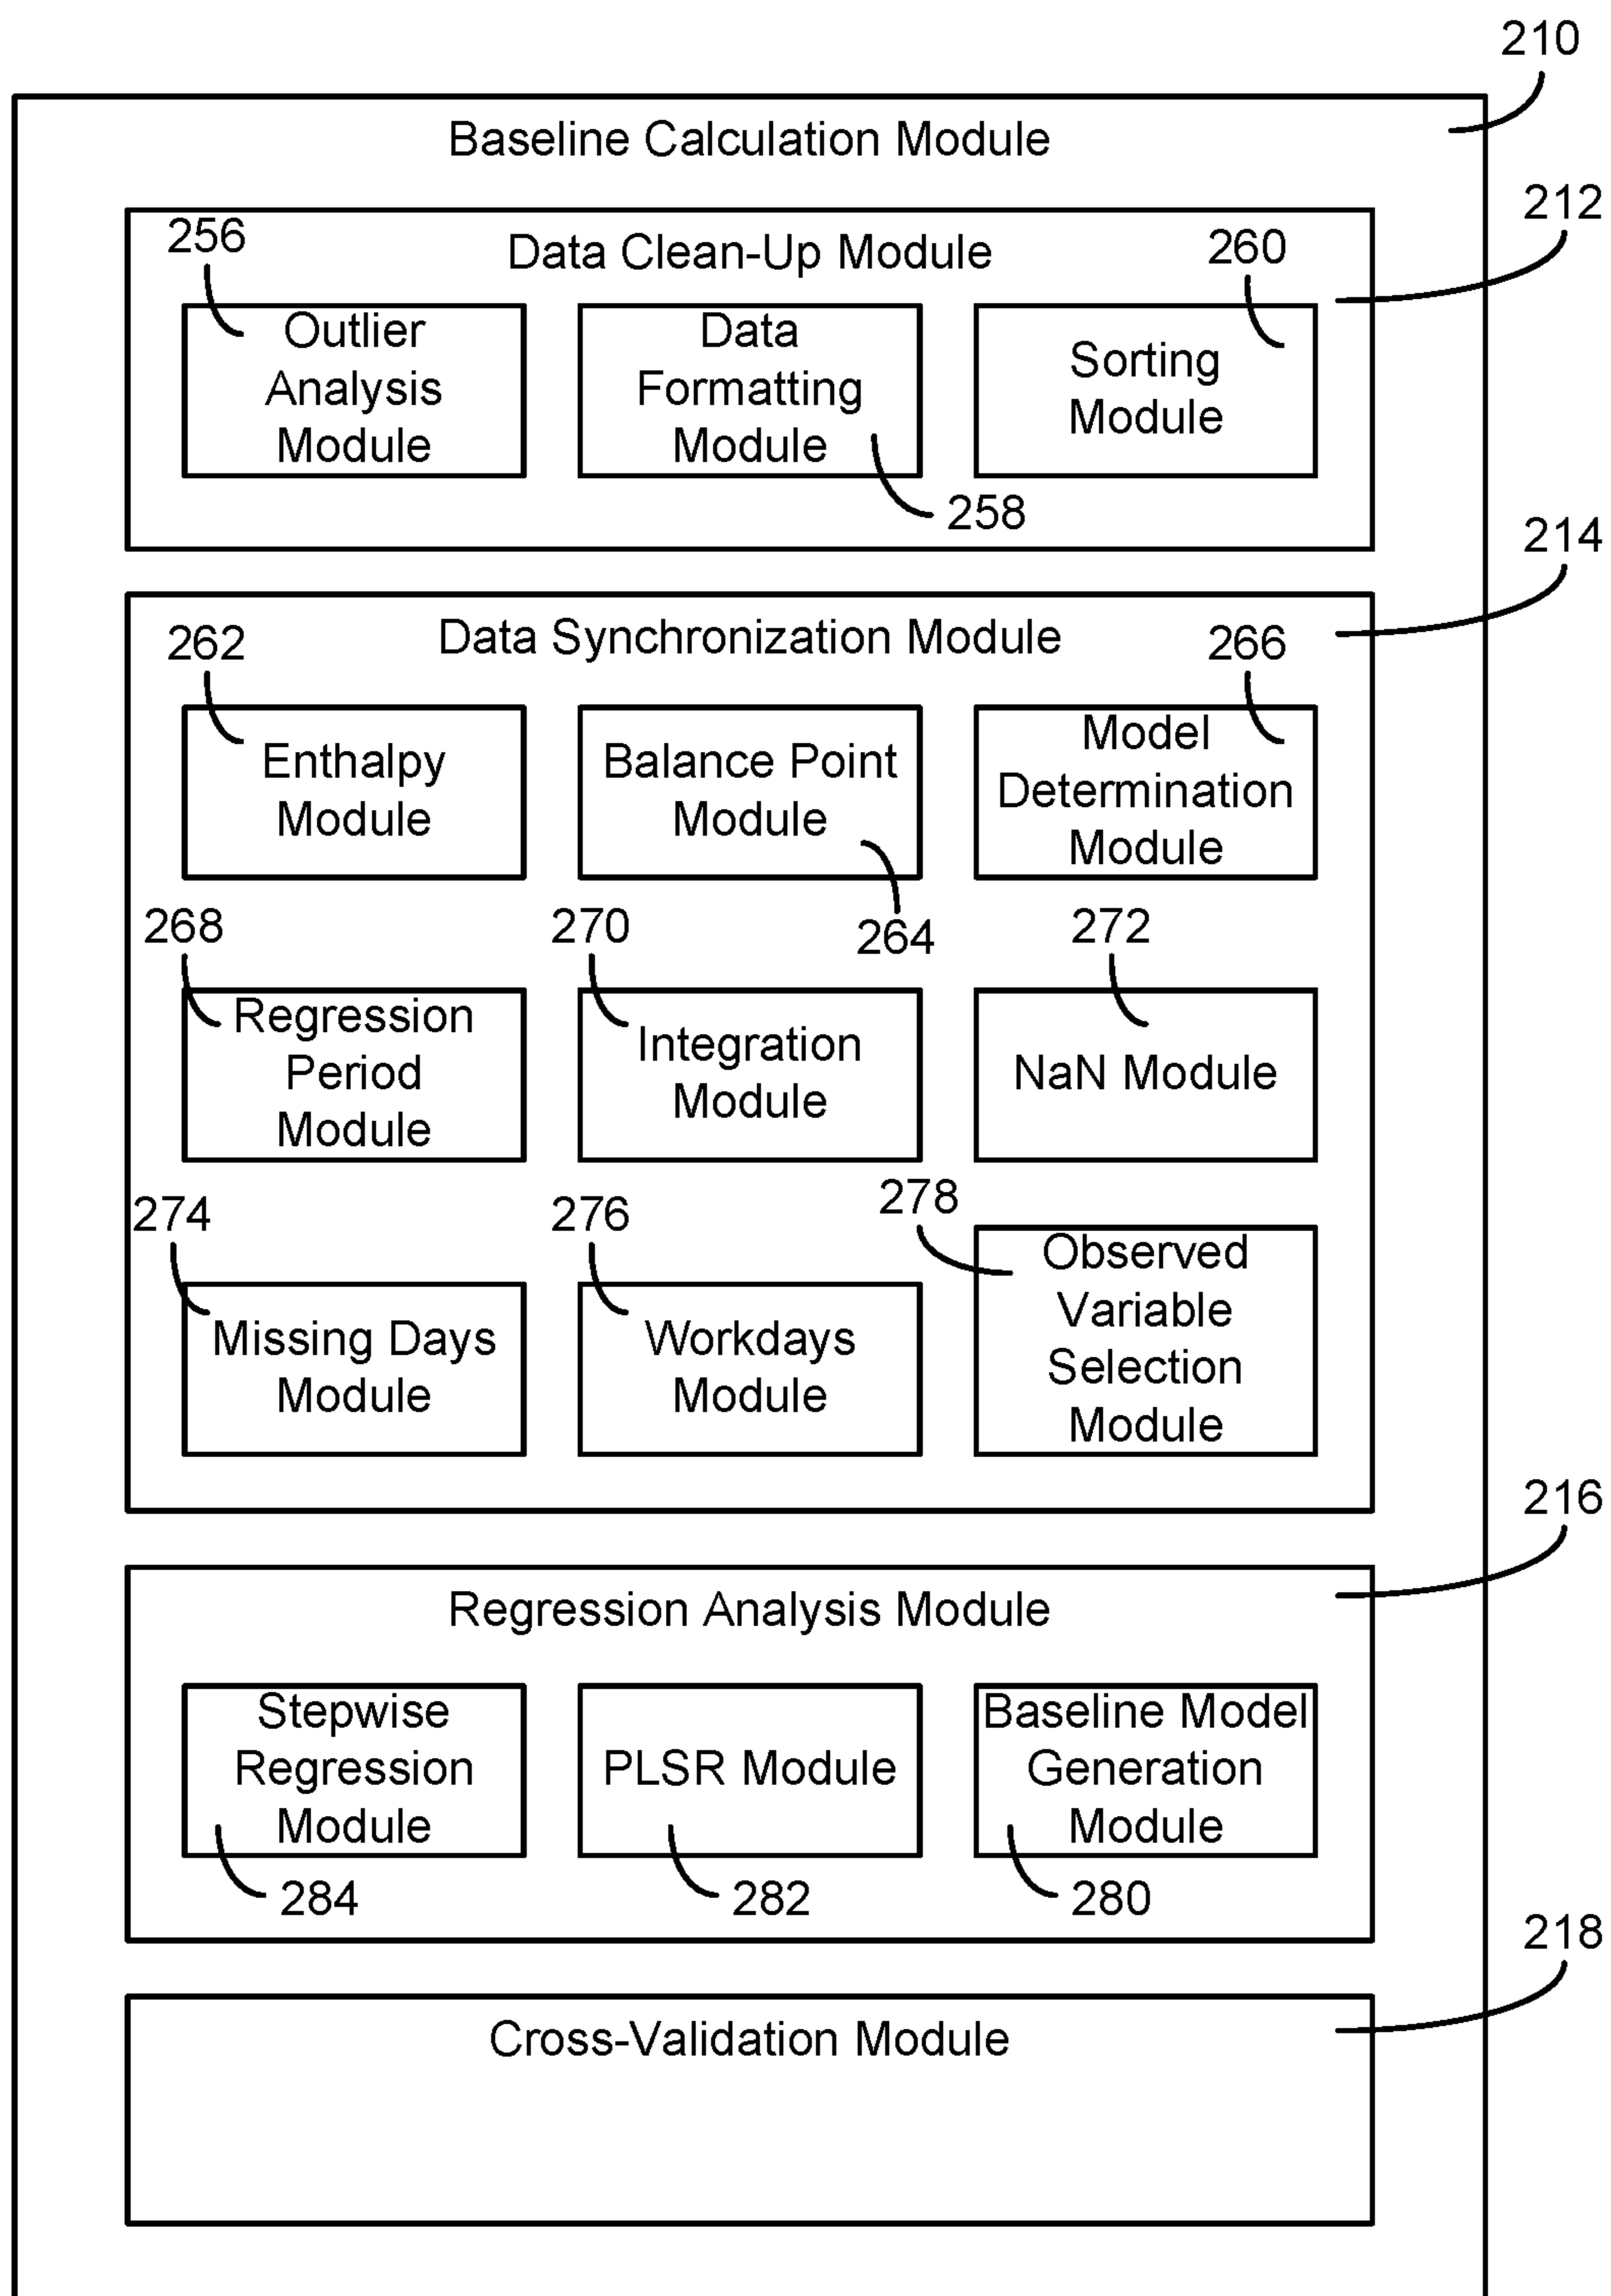 210
Baseline Calculation Module
212
256
Data Clean-Up Module
260
Outlier
Analysis
Module
Data
Formatting
Module
Sorting
Module
258
214
262
Data Synchronization Module
266
Enthalpy
Module
Balance Point
Module
Model
Determination
Module
264
268
270
272
Regression
Period
Module
Integration
Module
NaN Module
274
276
278
Missing Days
Module
Workdays
Module
Observed
Variable
Selection
Module
216
Regression Analysis Module
Stepwise
Regression
Module
PLSR Module
Baseline Model
Generation
Module
284
282
280
218
Cross-Validation Module